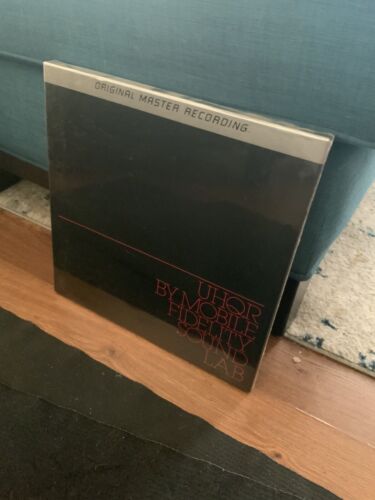 ORIGINAL MASTER RECORDING
UHQR
BY MOBILE
FIDELITY
SOUND
LAB